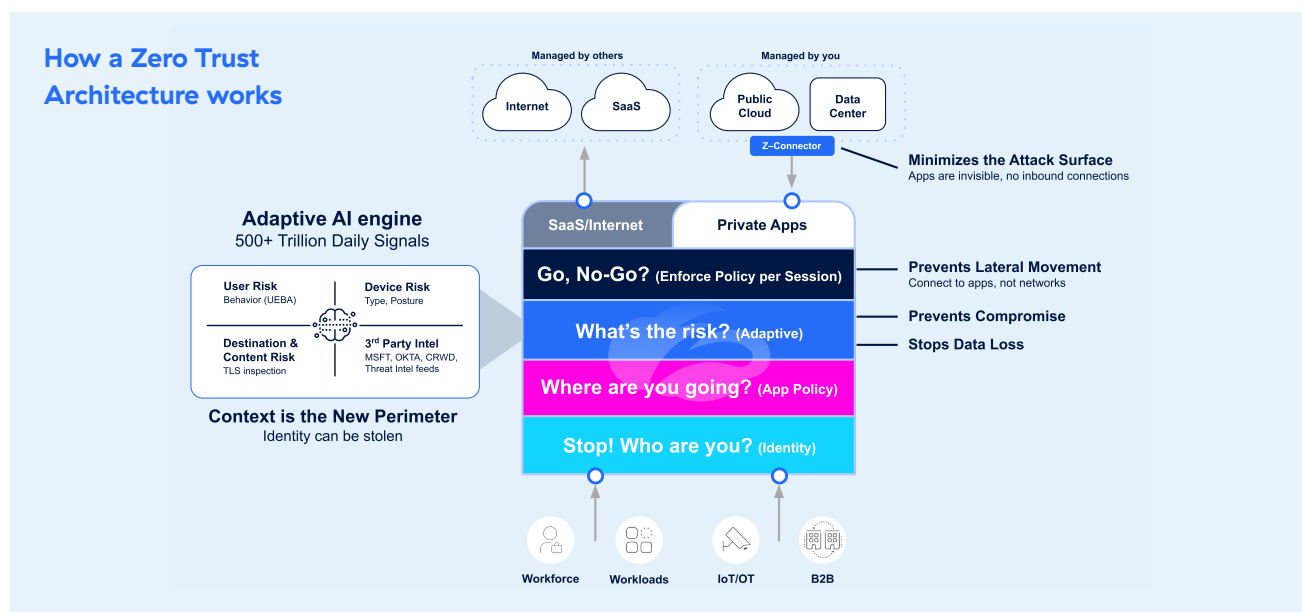 How a Zero Trust
Architecture works
Managed by others
Internet
SaaS
Managed by you
Public
Cloud
Data
Center
Z–Connector
Minimizes the Attack Surface
Apps are invisible, no inbound connections
Adaptive AI engine
500+ Trillion Daily Signals
User Risk
Behavior (UEBA)
Device Risk
Type, Posture
Destination &
Content Risk
TLS inspection
3rd Party Intel
MSFT, OKTA, CRWD,
Threat Intel feeds
Context is the New Perimeter
Identity can be stolen
SaaS/Internet
Private Apps
Go, No-Go? (Enforce Policy per Session)
What’s the risk? (Adaptive)
Where are you going? (App Policy)
Stop! Who are you? (Identity)
Prevents Lateral Movement
Connect to apps, not networks
Prevents Compromise
Stops Data Loss
Workforce
Workloads
IoT/OT
B2B